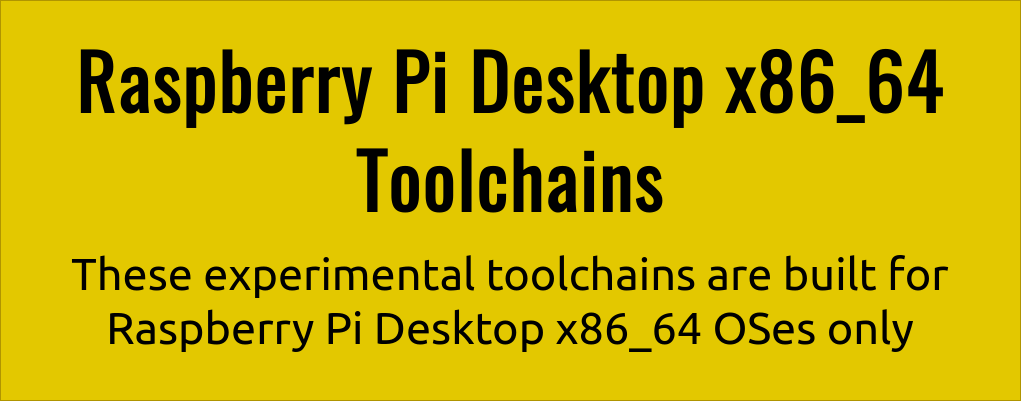 Raspberry Pi Desktop x86_64
Toolchains
These experimental toolchains are built for
Raspberry Pi Desktop x86_64 OSes only